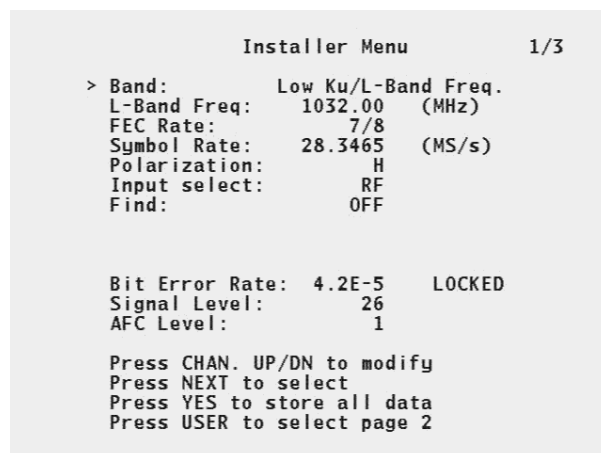 Installer Menu 1/3
> Band: Low Ku/L-Band Freq.
L-Band Freq: 1032.00 (MHz)
FEC Rate: 7/8
Symbol Rate: 28.3465 (MS/s)
Polarization: H
Input select: RF
Find: OFF
Bit Error Rate: 4.2E-5 LOCKED
Signal Level: 26
AFC Level: 1
Press CHAN. UP/DN to modify
Press NEXT to select
Press YES to store all data
Press USER to select page 2